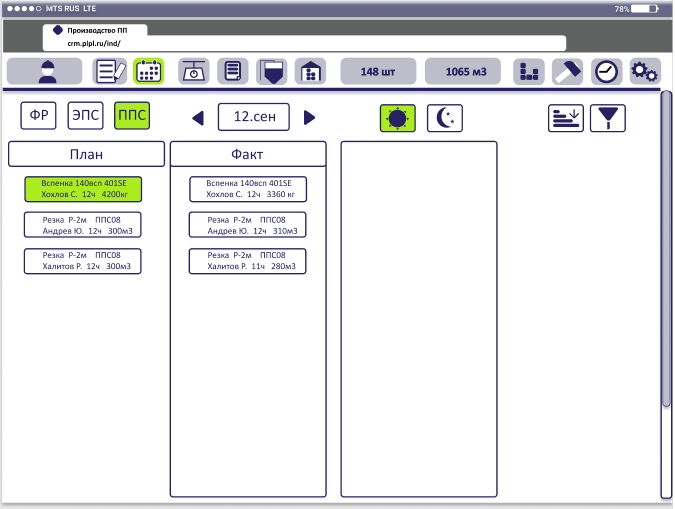 MTS RUS LTE
78%
Производство ПП
crm.plpl.ru/ind/
148 шт
1065 м3
ФР
ЭПС
ППС
12.сен
План
Факт
Вспенка 140всп 401SE
Хохлов С. 12ч 4200кг
Резка Р-2м ППС08
Андрев Ю. 12ч 300м3
Резка Р-2м ППС08
Халитов Р. 12ч 300м3
Вспенка 140всп 401SE
Хохлов С. 12ч 3360 кг
Резка Р-2м ППС08
Андрев Ю. 12ч 310м3
Резка Р-2м ППС08
Халитов Р. 11ч 280м3